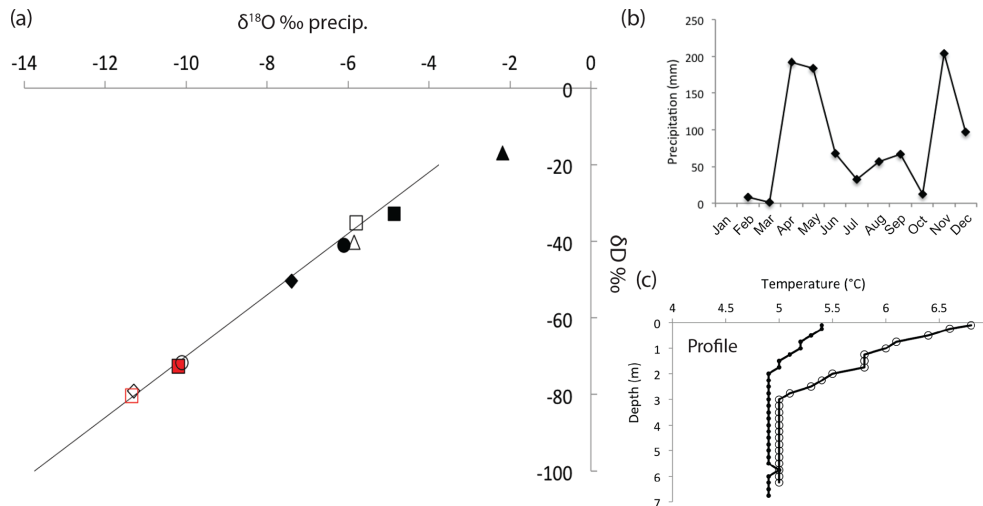 (a)
δ18O ‰ precip.
-14 -12 -10 -8 -6 -4 -2 0
0
-20
-40
-60
-80
-100
δD ‰
(b)
Precipitation (mm)
250
200
150
100
50
0
Jan Feb Mar Apr May Jun Jul Aug Sep Oct Nov Dec
(c)
Temperature (°C)
4 4.5 5 5.5 6 6.5
Profile
Depth (m)
0
1
2
3
4
5
6
7